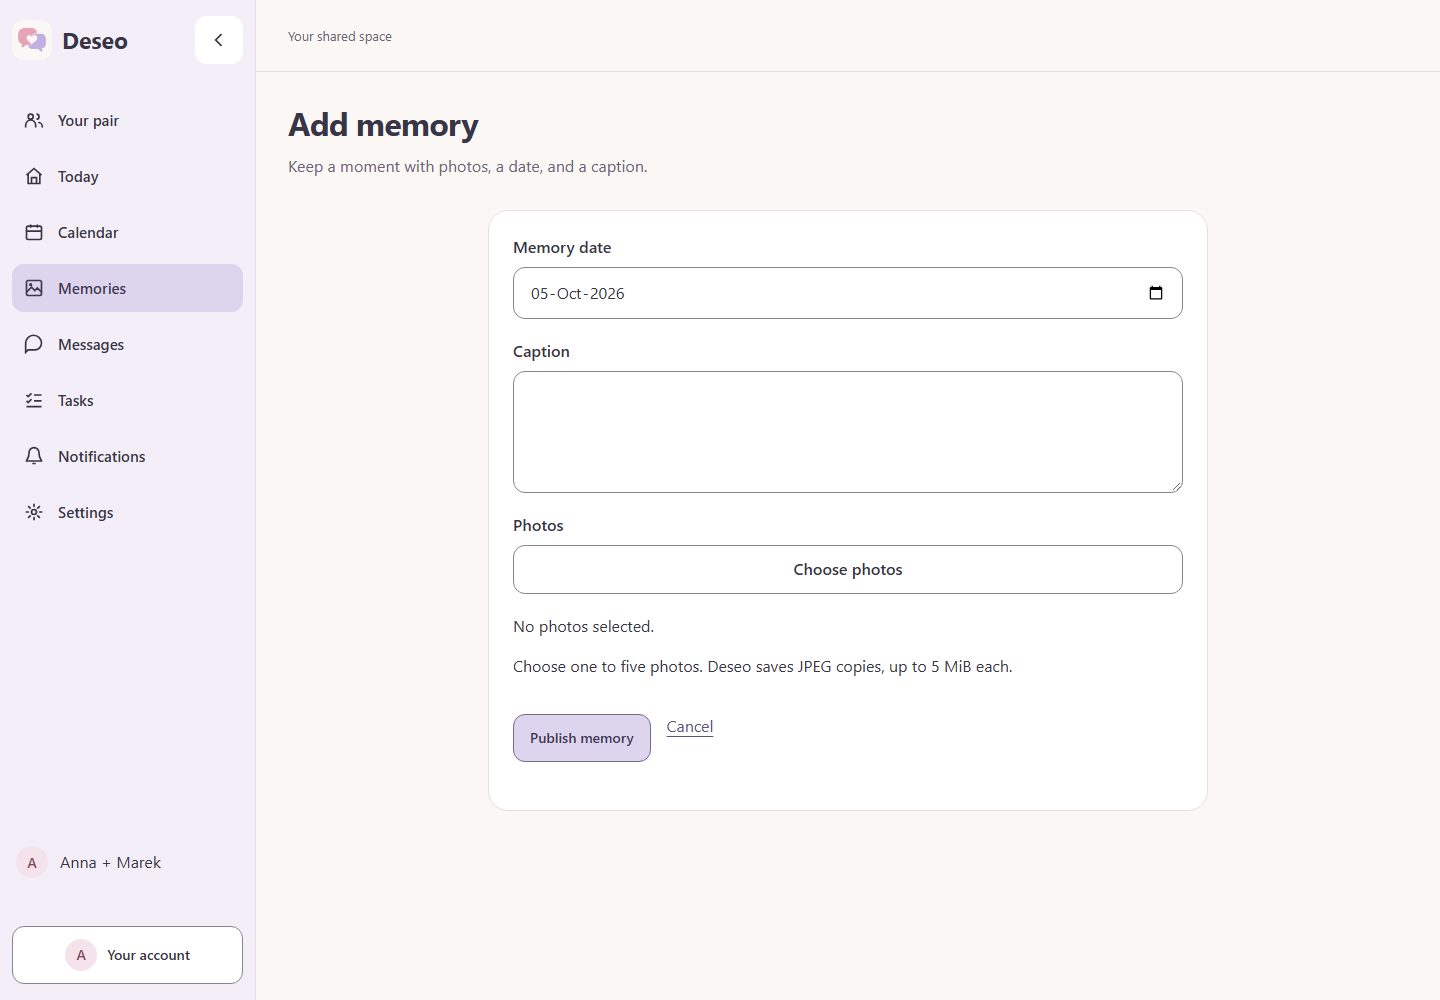 Deseo
Your pair
Today
Calendar
Memories
Messages
Tasks
Notifications
Settings
A
Anna + Marek
A
Your account
Your shared space
Add memory
Keep a moment with photos, a date, and a caption.
Memory date
05-Oct-2026
Caption
Photos
Choose photos
No photos selected.
Choose one to five photos. Deseo saves JPEG copies, up to 5 MiB each.
Publish memory
Cancel